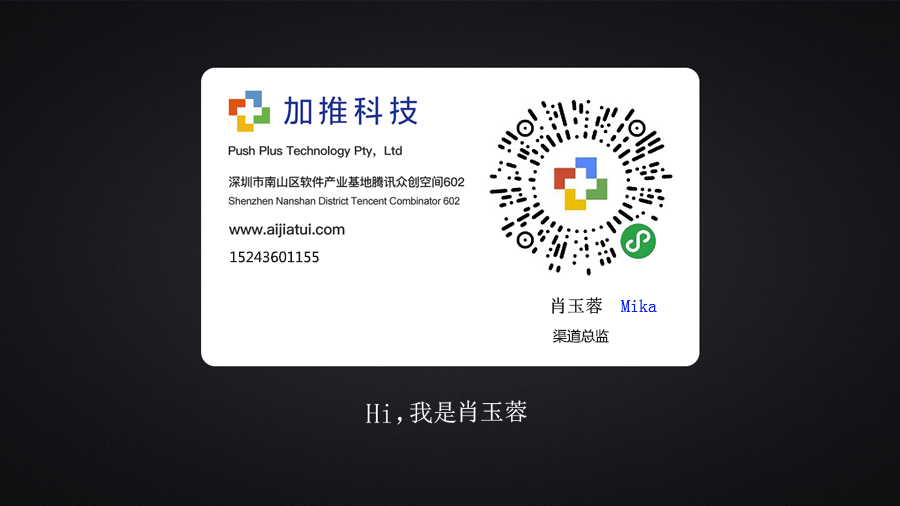 加推科技
Push Plus Technology Pty, Ltd
深圳市南山区软件产业基地腾讯众创空间602
Shenzhen Nanshan District Tencent Combinator 602
www.aijiatui.com
15243601155
肖玉蓉 Mika
渠道总监
Hi,我是肖玉蓉